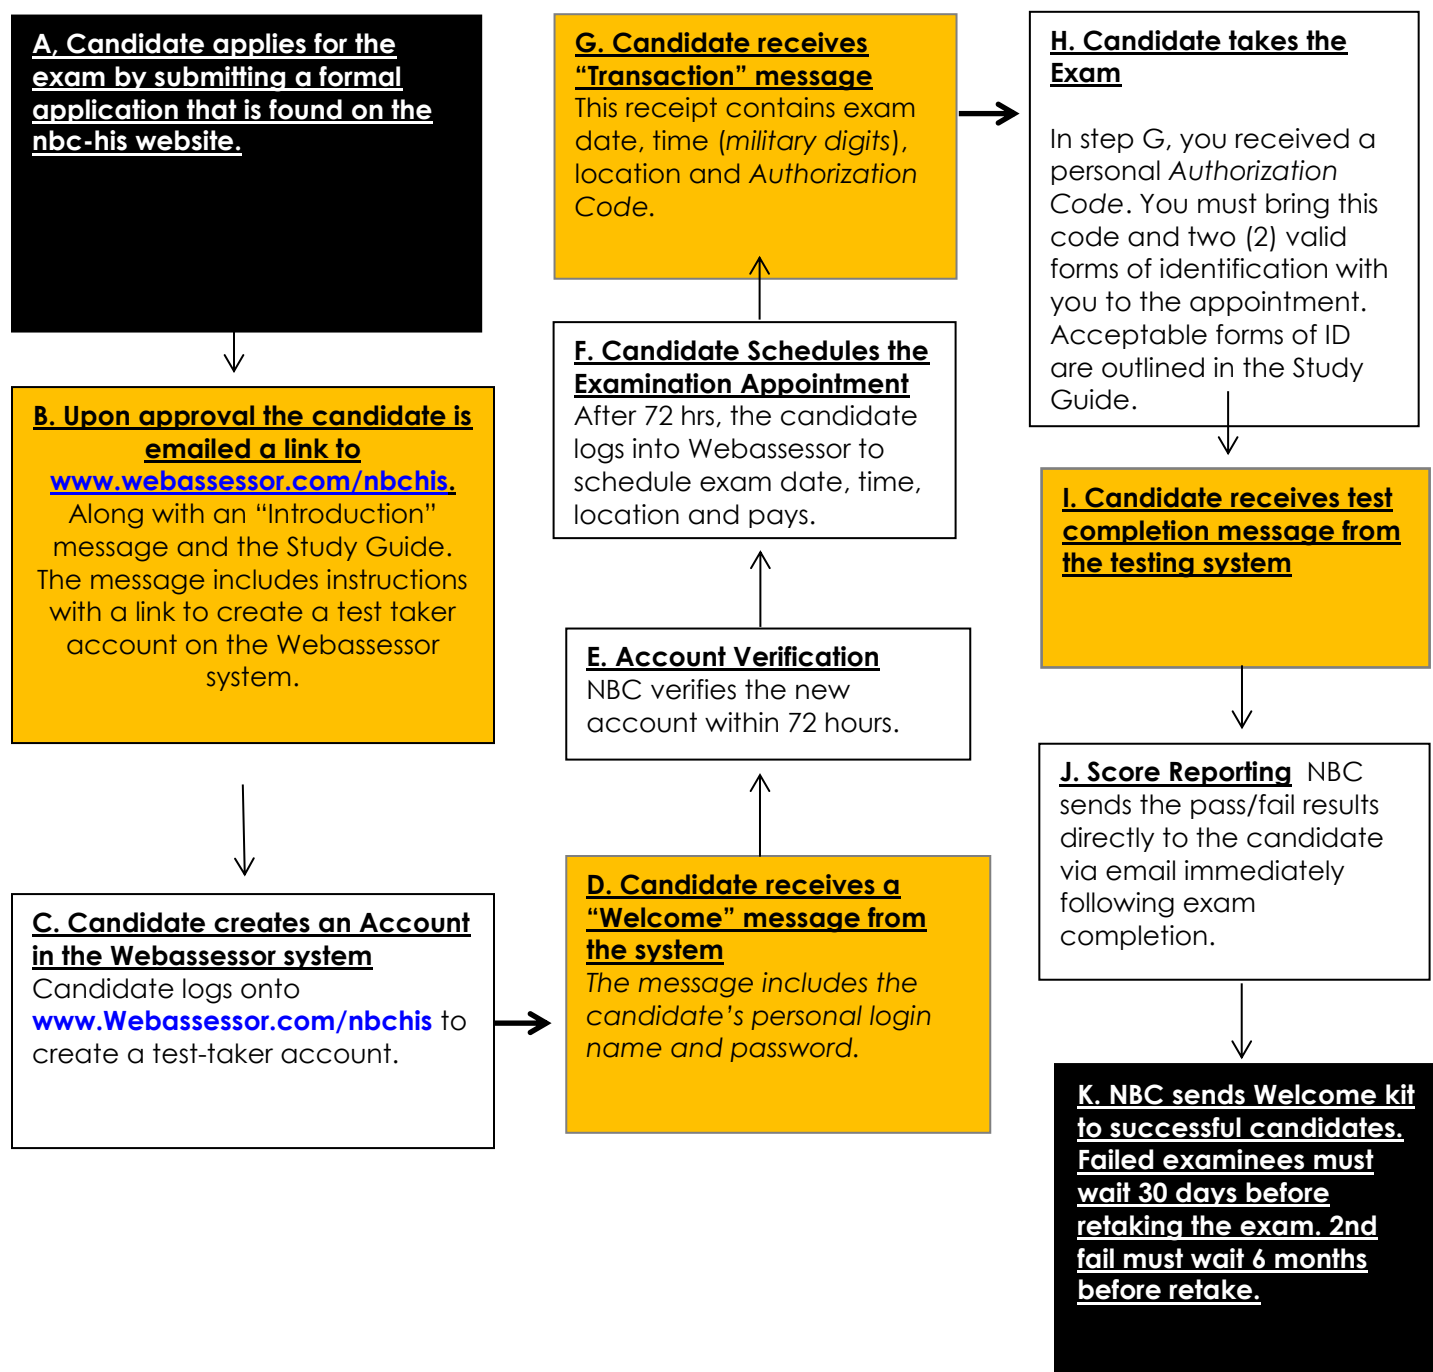 A, Candidate applies for the
exam by submitting a formal
application that is found on the
nbc-his website.
B. Upon approval the candidate is
emailed a link to
www.webassessor.com/nbchis.
Along with an “Introduction”
message and the Study Guide.
The message includes instructions
with a link to create a test taker
account on the Webassessor
system.
C. Candidate creates an Account
in the Webassessor system
Candidate logs onto
www.Webassessor.com/nbchis to
create a test-taker account.
D. Candidate receives a
“Welcome” message from
the system
The message includes the
candidate’s personal login
name and password.
E. Account Verification
NBC verifies the new
account within 72 hours.
F. Candidate Schedules the
Examination Appointment
After 72 hrs, the candidate
logs into Webassessor to
schedule exam date, time,
location and pays.
G. Candidate receives
“Transaction” message
This receipt contains exam
date, time (military digits),
location and Authorization
Code.
H. Candidate takes the
Exam
In step G, you received a
personal Authorization
Code. You must bring this
code and two (2) valid
forms of identification with
you to the appointment.
Acceptable forms of ID
are outlined in the Study
Guide.
I. Candidate receives test
completion message from
the testing system
J. Score Reporting NBC
sends the pass/fail results
directly to the candidate
via email immediately
following exam
completion.
K. NBC sends Welcome kit
to successful candidates.
Failed examinees must
wait 30 days before
retaking the exam. 2nd
fail must wait 6 months
before retake.